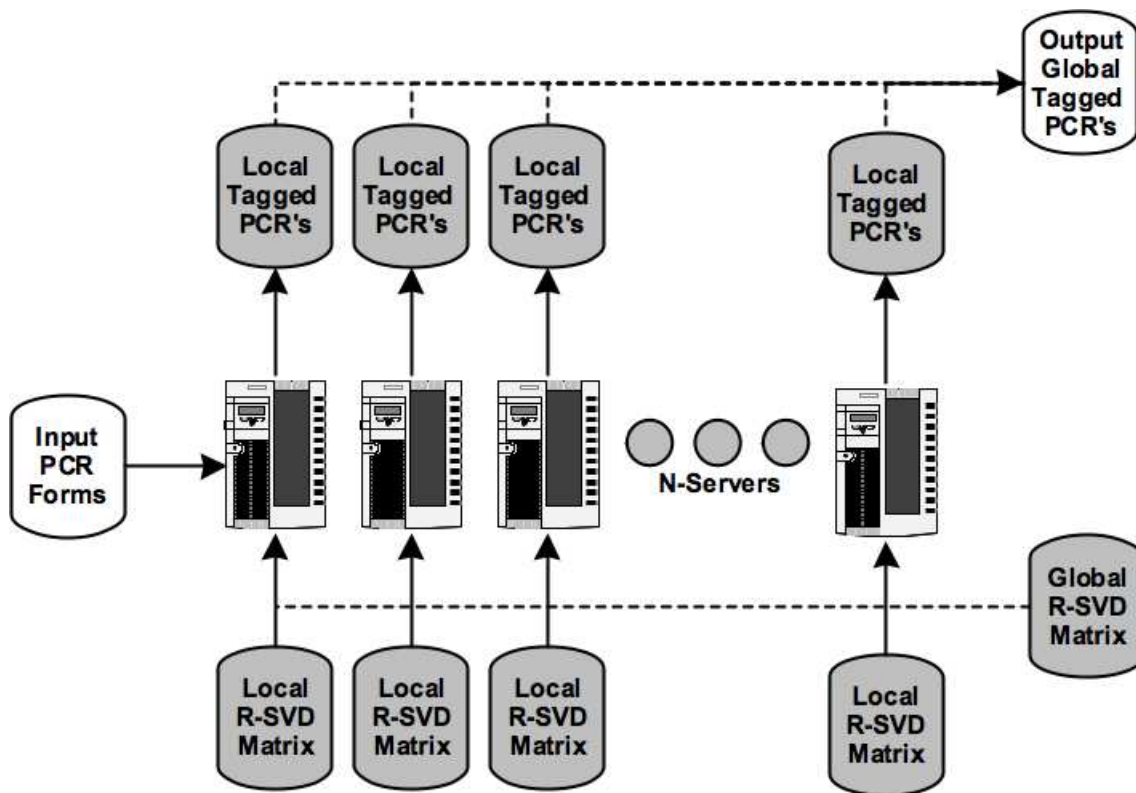 Output
Global
Tagged
PCR's
Local
Tagged
PCR's
Local
Tagged
PCR's
Local
Tagged
PCR's
Local
Tagged
PCR's
Input
PCR
Forms
N-Servers
Global
R-SVD
Matrix
Local
R-SVD
Matrix
Local
R-SVD
Matrix
Local
R-SVD
Matrix
Local
R-SVD
Matrix